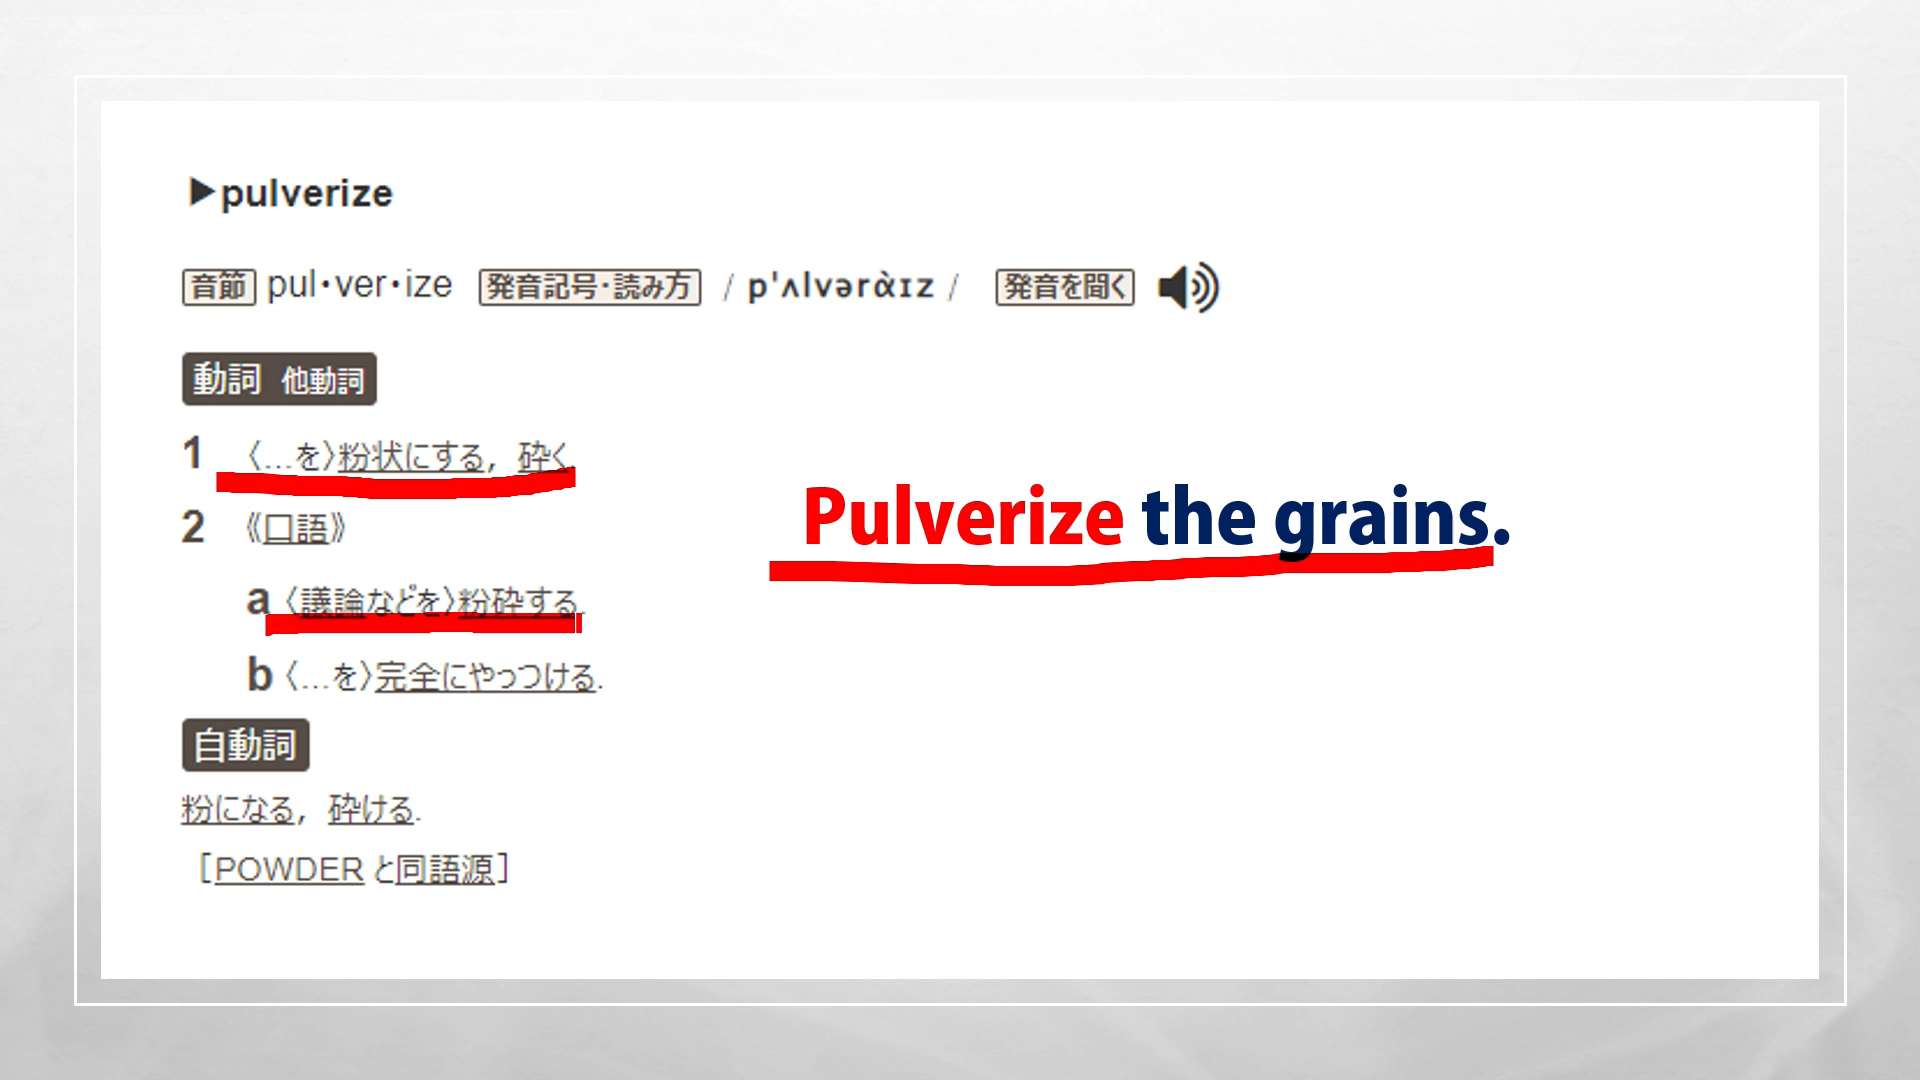 ▶pulverize
音節 pul・ver・ize 発音記号・読み方 / p'ʌlvərὰɪz / 発音を聞く
動詞 他動詞
1 〈…を〉粉状にする, 砕く.
2 《口語》
a 〈議論などを〉粉砕する.
b 〈…を〉完全にやっつける.
自動詞
粉になる, 砕ける.
［POWDER と同語源］
Pulverize the grains.